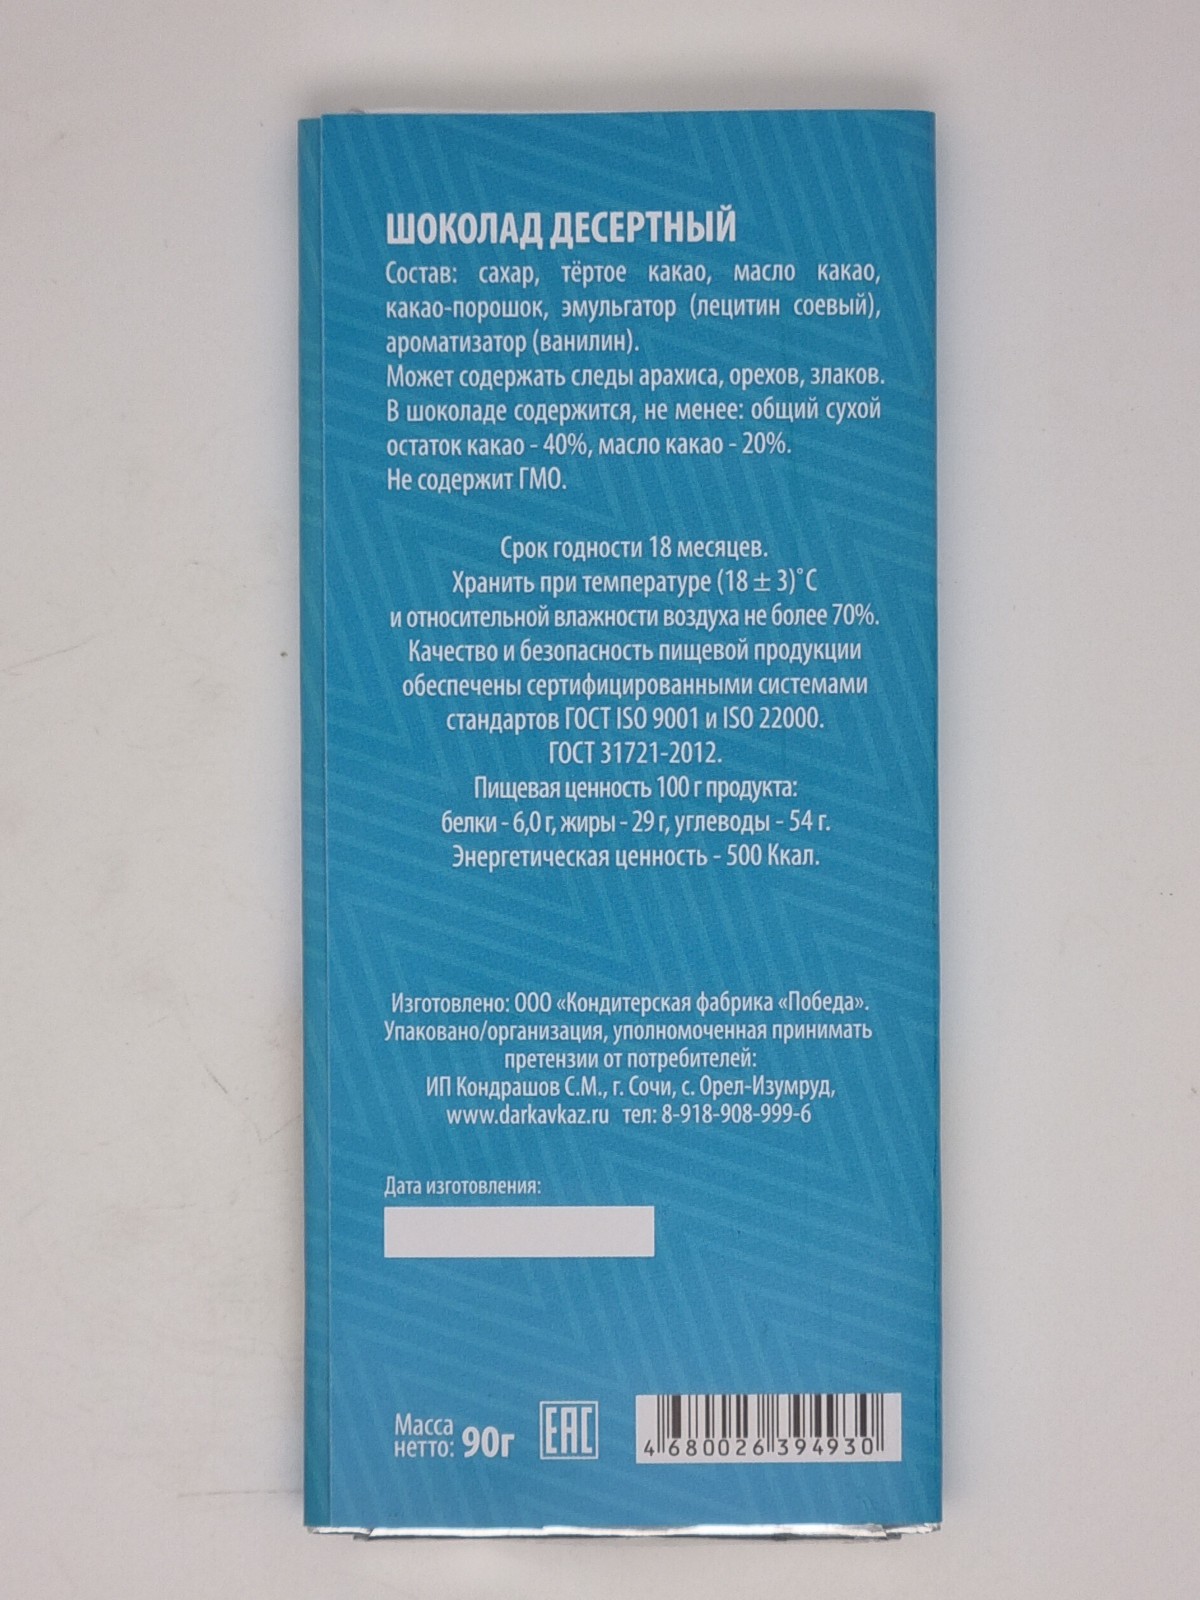 ШОКОЛАД ДЕСЕРТНЫЙ
Состав: сахар, тёртое какао, масло какао,
какао-порошок, эмульгатор (лецитин соевый),
ароматизатор (ванилин).
Может содержать следы арахиса, орехов, злаков.
В шоколаде содержится, не менее: общий сухой
остаток какао - 40%, масло какао - 20%.
Не содержит ГМО.
Срок годности 18 месяцев.
Хранить при температуре (18 ± 3)˚С
и относительной влажности воздуха не более 70%.
Качество и безопасность пищевой продукции
обеспечены сертифицированными системами
стандартов ГОСТ ISO 9001 и ISO 22000.
ГОСТ 31721-2012.
Пищевая ценность 100 г продукта:
белки - 6,0 г, жиры - 29 г, углеводы - 54 г.
Энергетическая ценность - 500 Ккал.
Изготовлено: ООО «Кондитерская фабрика «Победа».
Упаковано/организация, уполномоченная принимать
претензии от потребителей:
ИП Кондрашов С.М., г. Сочи, с. Орел-Изумруд,
www.darkavkaz.ru тел: 8-918-908-999-6
Дата изготовления:
Масса
нетто: 90г
EAC
4 680026 394930